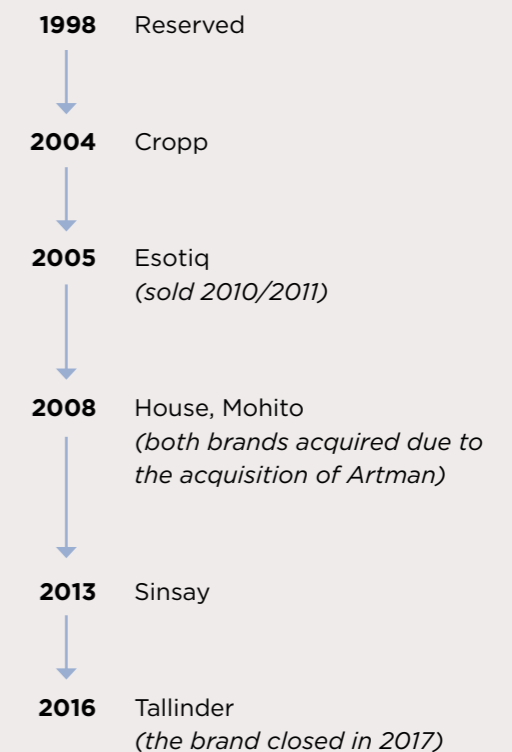 1998 Reserved
2004 Cropp
2005 Esotiq
(sold 2010/2011)
2008 House, Mohito
(both brands acquired due to
the acquisition of Artman)
2013 Sinsay
2016 Tallinder
(the brand closed in 2017)